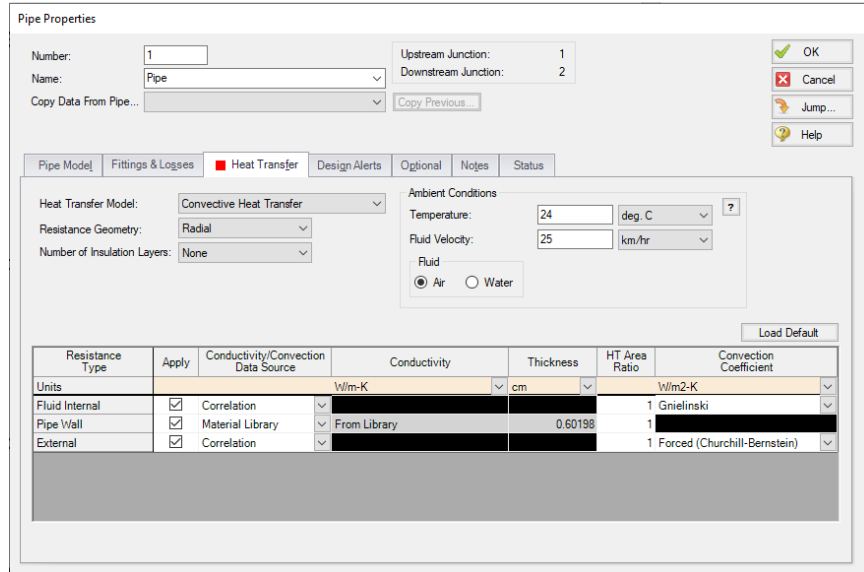 Pipe Properties
Number: 1
Name: Pipe
Copy Data From Pipe... Copy Previous...
Upstream Junction: 1
Downstream Junction: 2
OK
Cancel
Jump...
Help
Pipe Model Fittings & Losses Heat Transfer Design Alerts Optional Notes Status
Heat Transfer Model: Convective Heat Transfer
Resistance Geometry: Radial
Number of Insulation Layers: None
Ambient Conditions
Temperature: 24 deg. C ?
Fluid Velocity: 25 km/hr
Fluid
Air Water
Load Default
Resistance Type Apply Conductivity/Convection Data Source Conductivity Thickness HT Area Ratio Convection Coefficient
Units W/m-K cm W/m2-K
Fluid Internal Correlation 1 Gnielinski
Pipe Wall Material Library From Library 0.60198 1
External Correlation 1 Forced (Churchill-Bernstein)